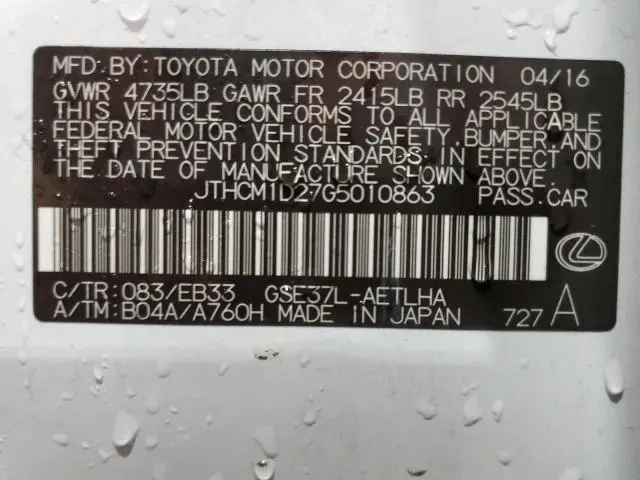 MFD BY: TOYOTA MOTOR CORPORATION 04/16
GVWR 4735LB GAWR FR 2415LB RR 2545LB
THIS VEHICLE CONFORMS TO ALL APPLICABLE
FEDERAL MOTOR VEHICLE SAFETY,BUMPER,AND
THEFT PREVENTION STANDARDS IN EFFECT ON
THE DATE OF MANUFACTURE SHOWN ABOVE.
JTHCM1D27G5010863 PASS.CAR
C/TR: 083/EB33 GSE37L-AETLHA
A/TM: B04A/A760H MADE IN JAPAN 727 A